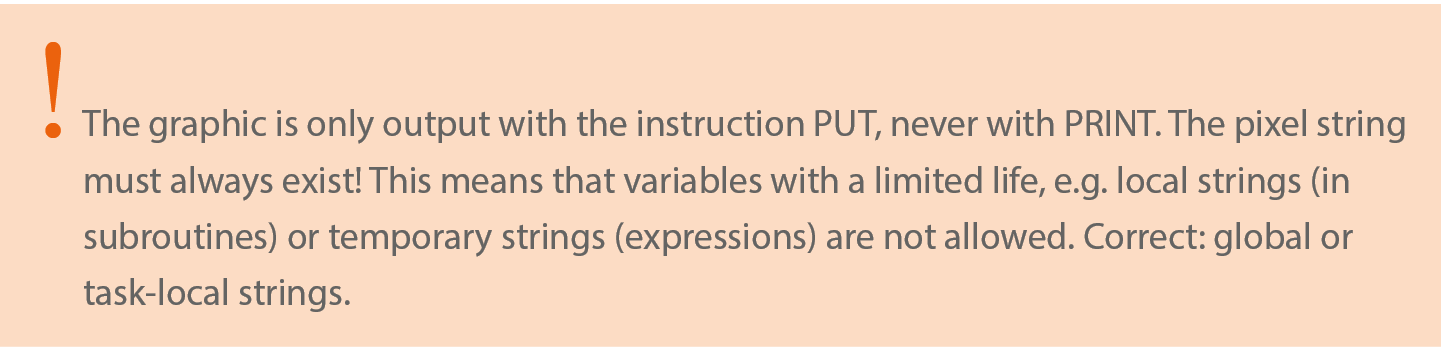 !
The graphic is only output with the instruction PUT, never with PRINT. The pixel string
must always exist! This means that variables with a limited life, e.g. local strings (in
subroutines) or temporary strings (expressions) are not allowed. Correct: global or
task-local strings.